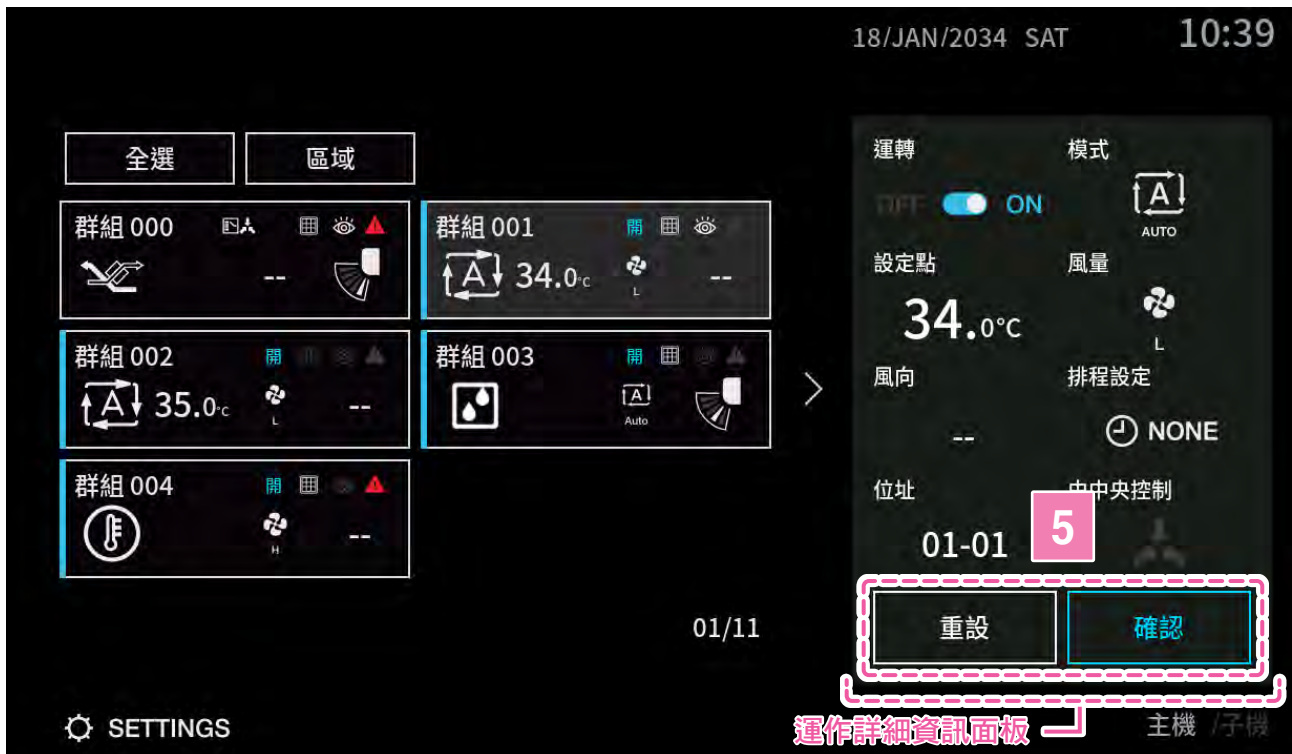 18/JAN/2034 SAT 10:39
全選 區域
群組 000
--
群組 001 開
A 34.0°C L --
群組 002 開
A 35.0°C L --
群組 003 開
A Auto
群組 004 開
H --
01/11
運轉 模式
OFF ON A
AUTO
設定點 風量
34.0°C L
風向 排程設定
-- NONE
位址 中央控制
01-01 5
重設 確認
運作詳細資訊面板
SETTINGS 主機 /子機